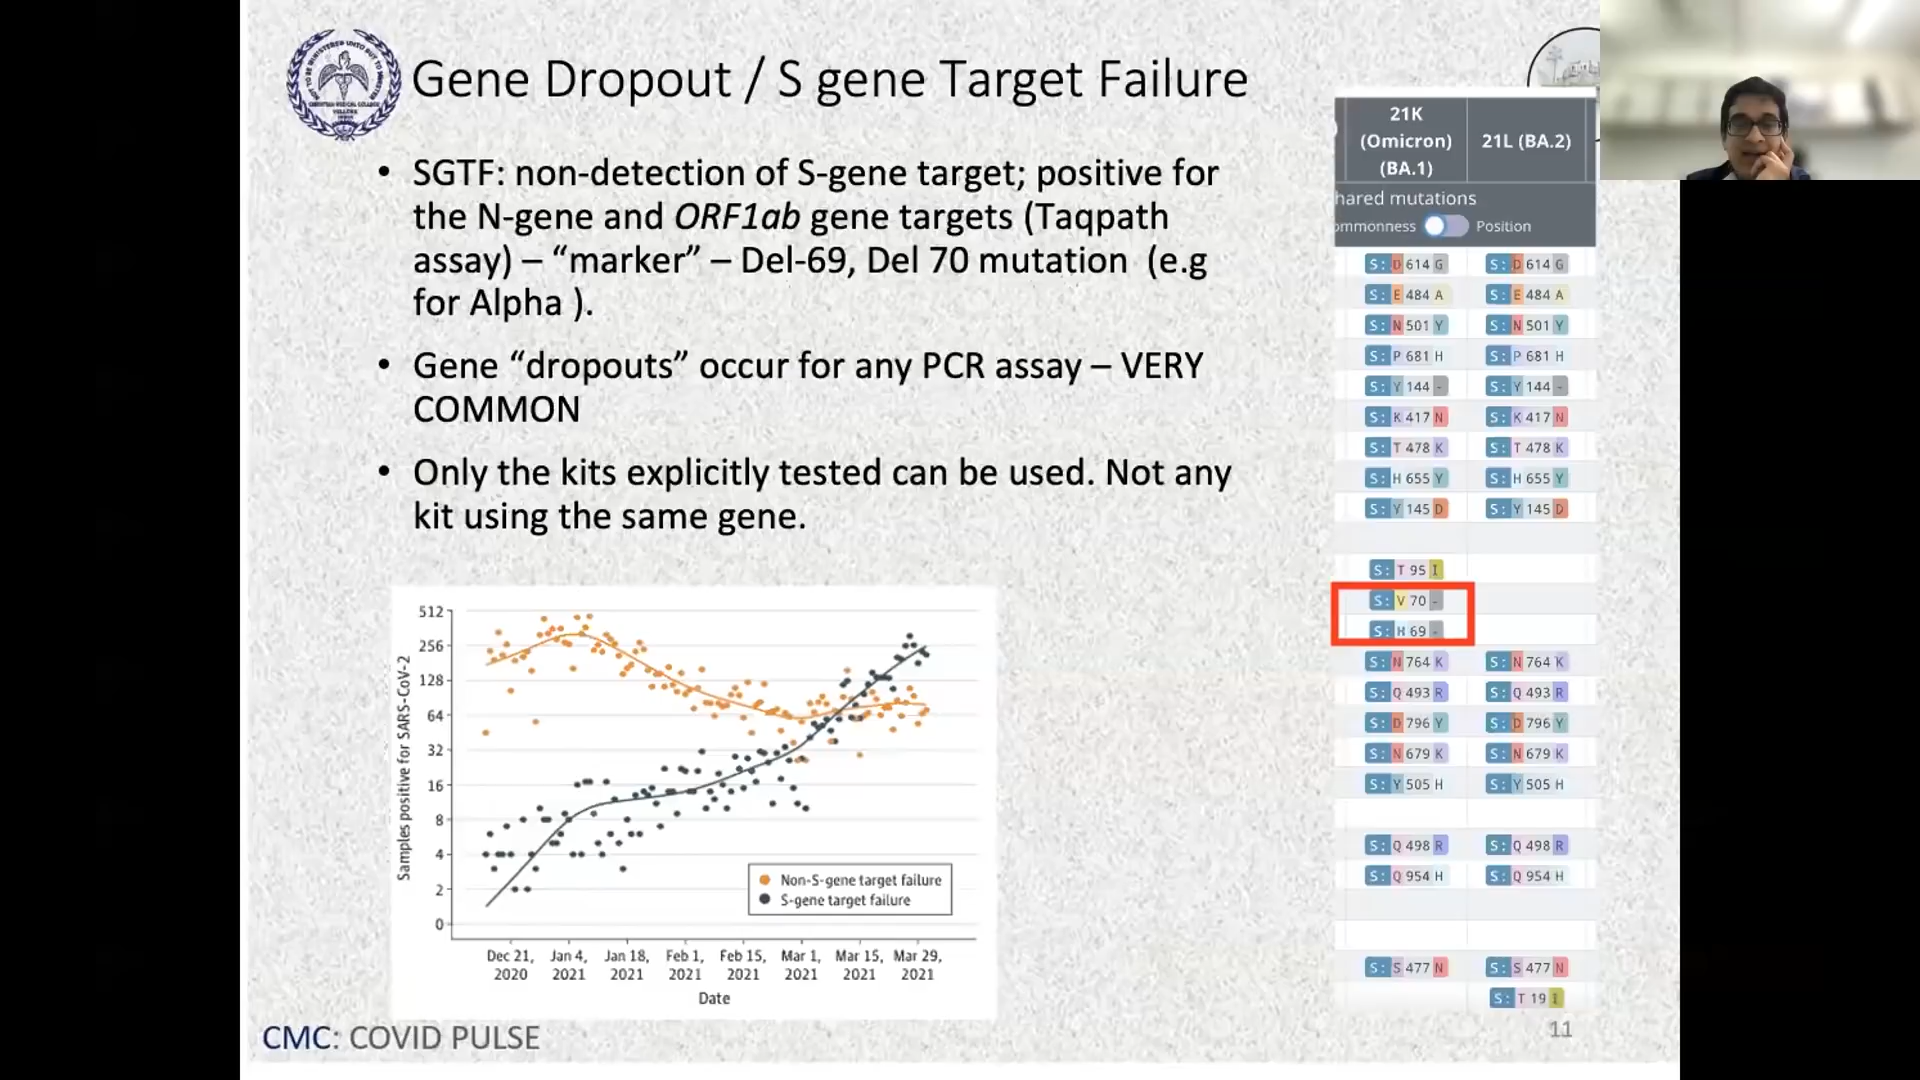 Gene Dropout / S gene Target Failure
• SGTF: non-detection of S-gene target; positive for
the N-gene and ORF1ab gene targets (Taqpath
assay) – “marker” – Del-69, Del 70 mutation (e.g
for Alpha ).
• Gene “dropouts” occur for any PCR assay – VERY
COMMON
• Only the kits explicitly tested can be used. Not any
kit using the same gene.
Samples positive for SARS-CoV-2
512
256
128
64
32
16
8
4
2
0
Non-S-gene target failure
S-gene target failure
Dec 21, Jan 4, Jan 18, Feb 1, Feb 15, Mar 1, Mar 15, Mar 29,
2020 2021 2021 2021 2021 2021 2021 2021
Date
21K
(Omicron) 21L (BA.2)
(BA.1)
hared mutations
ommonness Position
S: D 614 G S: D 614 G
S: E 484 A S: E 484 A
S: N 501 Y S: N 501 Y
S: P 681 H S: P 681 H
S: Y 144 - S: Y 144 -
S: K 417 N S: K 417 N
S: T 478 K S: T 478 K
S: H 655 Y S: H 655 Y
S: Y 145 D S: Y 145 D
S: T 95 I
S: V 70 -
S: H 69 -
S: N 764 K S: N 764 K
S: Q 493 R S: Q 493 R
S: D 796 Y S: D 796 Y
S: N 679 K S: N 679 K
S: Y 505 H S: Y 505 H
S: Q 498 R S: Q 498 R
S: Q 954 H S: Q 954 H
S: S 477 N S: S 477 N
S: T 19 I
CMC: COVID PULSE
11